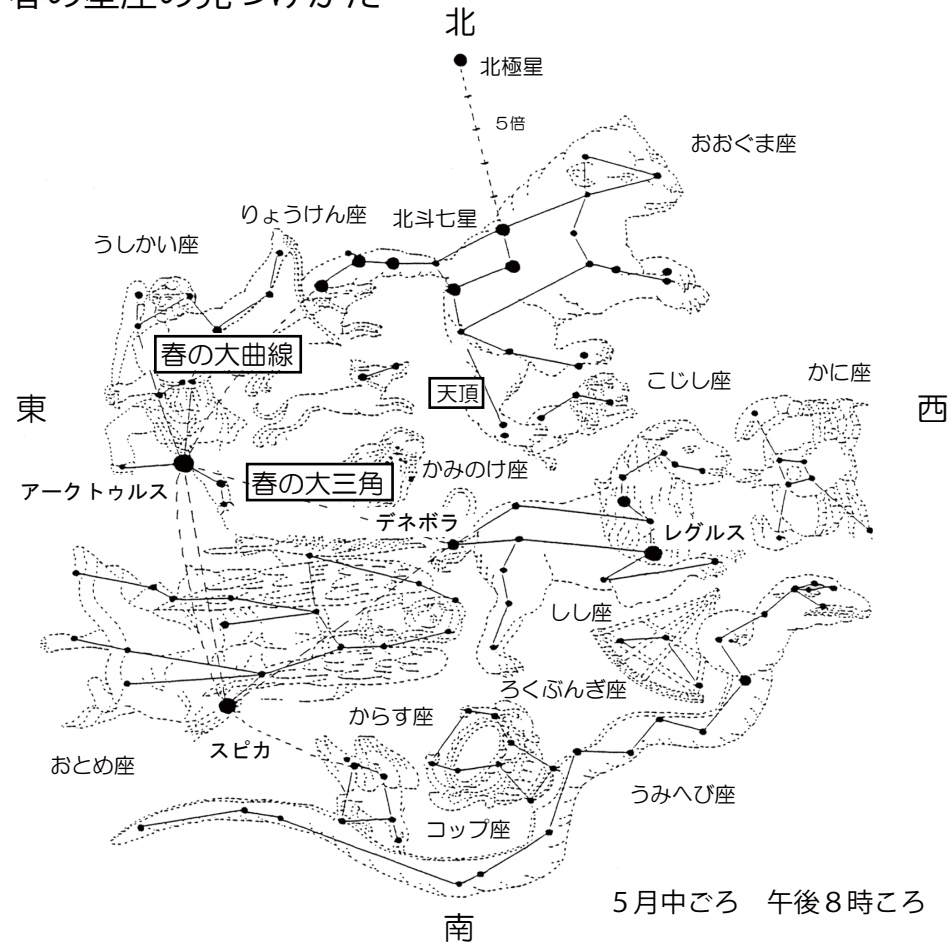 春の星座の見つけかた
北
北極星
5倍
おおぐま座
りょうけん座
北斗七星
うしかい座
春の大曲線
天頂
こじし座
かに座
東
西
アークトゥルス
春の大三角
かみのけ座
デネボラ
レグルス
しし座
ろくぶんぎ座
からす座
スピカ
おとめ座
うみへび座
コップ座
5月中ごろ 午後8時ころ
南